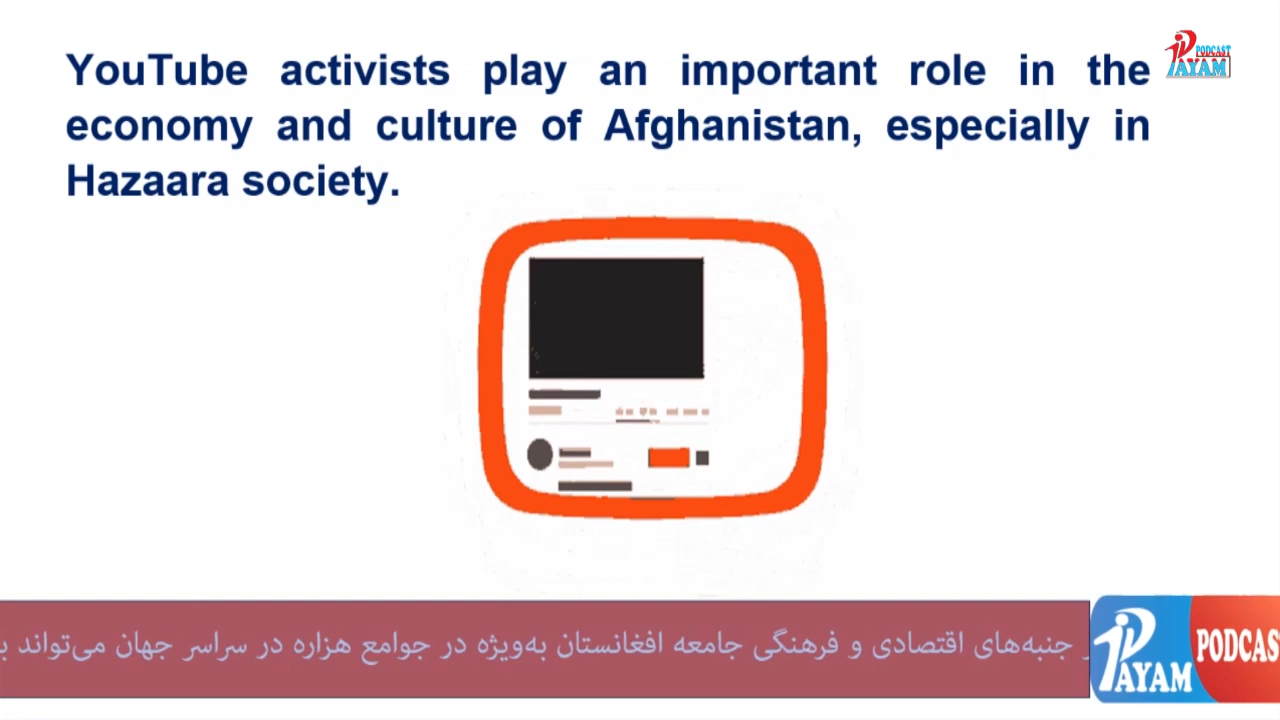 YouTube activists play an important role in the
economy and culture of Afghanistan, especially in
Hazaara society.
PODCAST
PAYAM
جنبه‌های اقتصادی و فرهنگی جامعه افغانستان به‌ویژه در جوامع هزاره در سراسر جهان می‌تواند
PAYAM
PODCAS